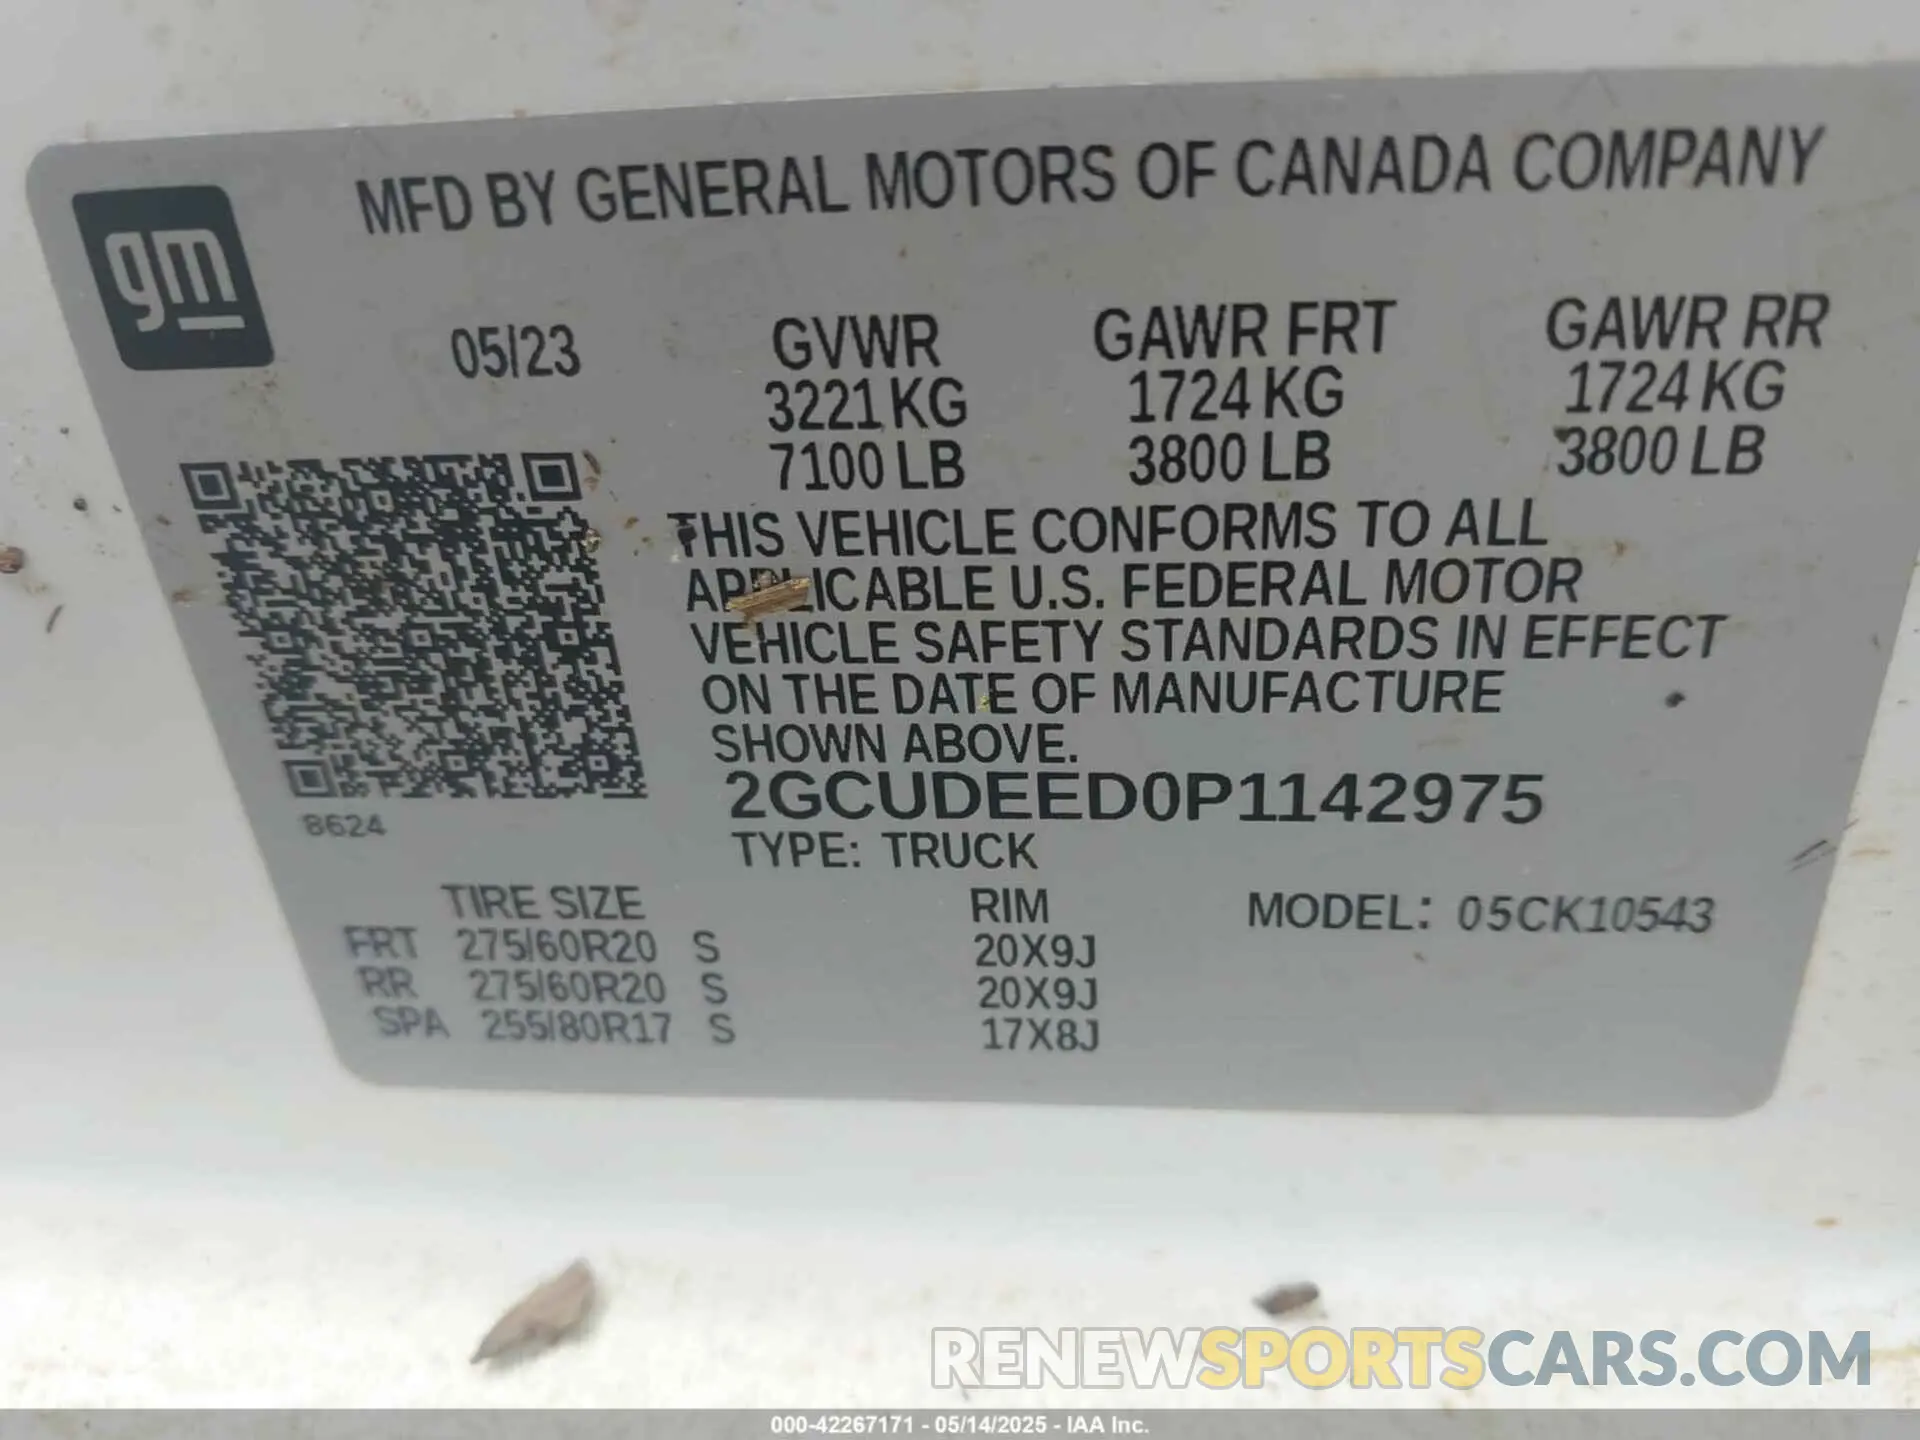 MFD BY GENERAL MOTORS OF CANADA COMPANY
gm
05/23
GVWR
3221 KG
7100 LB
GAWR FRT
1724 KG
3800 LB
GAWR RR
1724 KG
3800 LB
THIS VEHICLE CONFORMS TO ALL
APPLICABLE U.S. FEDERAL MOTOR
VEHICLE SAFETY STANDARDS IN EFFECT
ON THE DATE OF MANUFACTURE
SHOWN ABOVE.
2GCUDEED0P1142975
TYPE: TRUCK
8624
TIRE SIZE RIM MODEL: 05CK10543
FRT 275/60R20 S 20X9J
RR 275/60R20 S 20X9J
SPA 255/80R17 S 17X8J
RENEWSPORTSCARS.COM
000-42267171 - 05/14/2025 - IAA Inc.